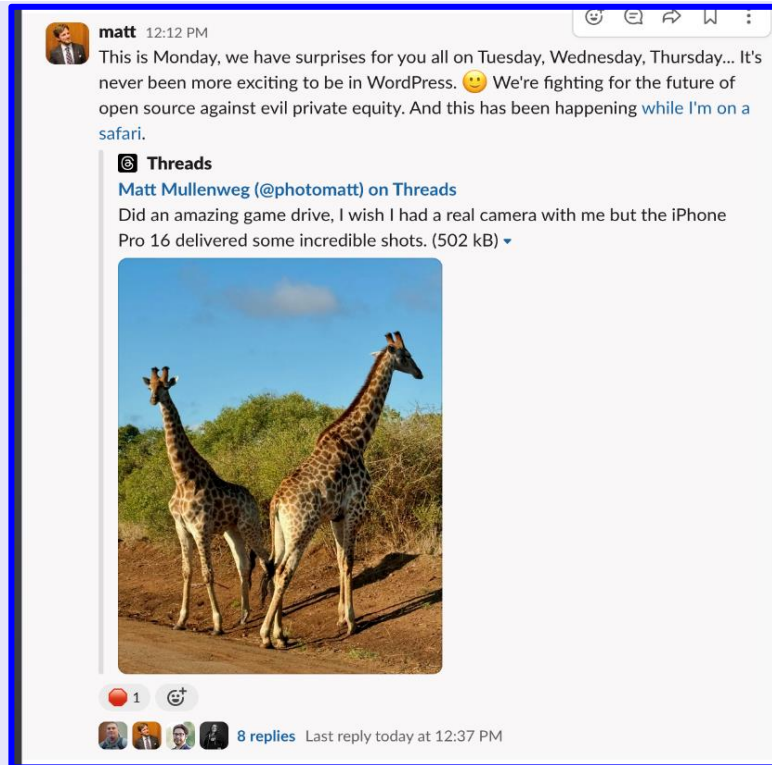 matt 12:12 PM
This is Monday, we have surprises for you all on Tuesday, Wednesday, Thursday... It's
never been more exciting to be in WordPress. 🙂 We're fighting for the future of
open source against evil private equity. And this has been happening while I'm on a
safari.
Threads
Matt Mullenweg (@photomatt) on Threads
Did an amazing game drive, I wish I had a real camera with me but the iPhone
Pro 16 delivered some incredible shots. (502 kB)
1
8 replies Last reply today at 12:37 PM